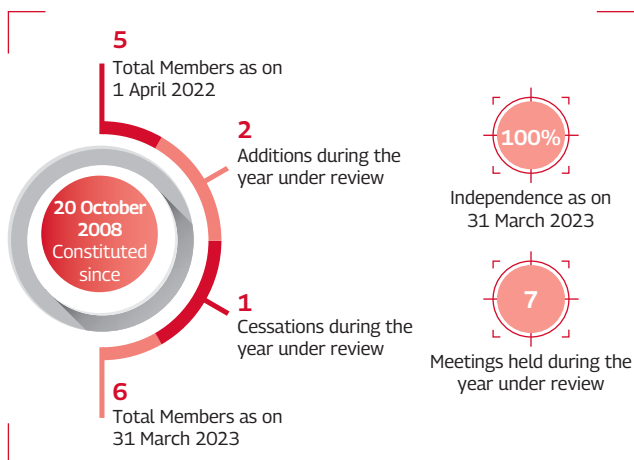 5
Total Members as on
1 April 2022
2
Additions during the
year under review
20 October
2008
Constituted
since
1
Cessations during the
year under review
6
Total Members as on
31 March 2023
100%
Independence as on
31 March 2023
7
Meetings held during the
year under review